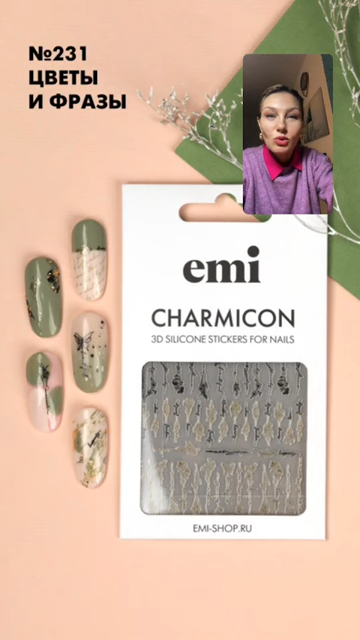 №231
ЦВЕТЫ
И ФРАЗЫ
emi
CHARMICON
3D SILICONE STICKERS FOR NAILS
EMI-SHOP.RU